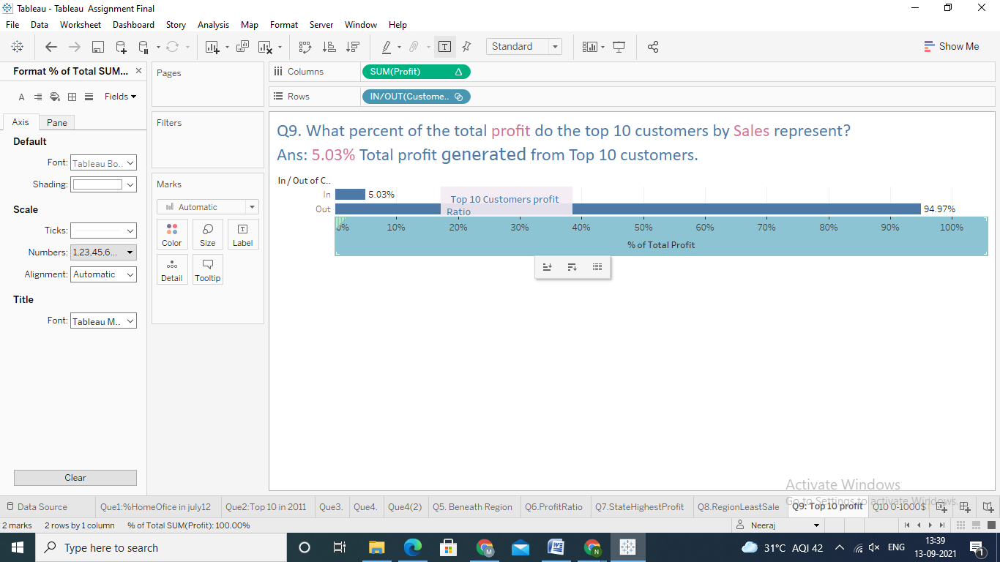 Tableau - Tableau  Assignment Final
File Data Worksheet Dashboard Story Analysis Map Format Server Window Help
Standard
Show Me
Format % of Total SUM...
Fields
Axis Pane
Default
Font: Tableau Bo..
Shading:
Scale
Ticks:
Numbers: 1,23,45,6...
Alignment: Automatic
Title
Font: Tableau M..
Clear
Pages
Filters
Marks
Automatic
Color Size Label
Detail Tooltip
Columns SUM(Profit)
Rows IN/OUT(Custome..
Q9. What percent of the total profit do the top 10 customers by Sales represent?
Ans: 5.03% Total profit generated from Top 10 customers.
In / Out of C..
In 5.03%
Top 10 Customers profit
Ratio
Out 94.97%
0% 10% 20% 30% 40% 50% 60% 70% 80% 90% 100%
% of Total Profit
Activate Windows
Go to Settings to activate Windows.
Data Source Que1:%HomeOfice in july12 Que2:Top 10 in 2011 Que3. Que4. Que4(2) Q5. Beneath Region Q6.ProfitRatio Q7.StateHighestProfit Q8.RegionLeastSale Q9: Top 10 profit Q10 0-1000$
2 marks 2 rows by 1 column % of Total SUM(Profit): 100.00% Neeraj
Type here to search
31°C AQI 42 ENG
13:39
13-09-2021
1